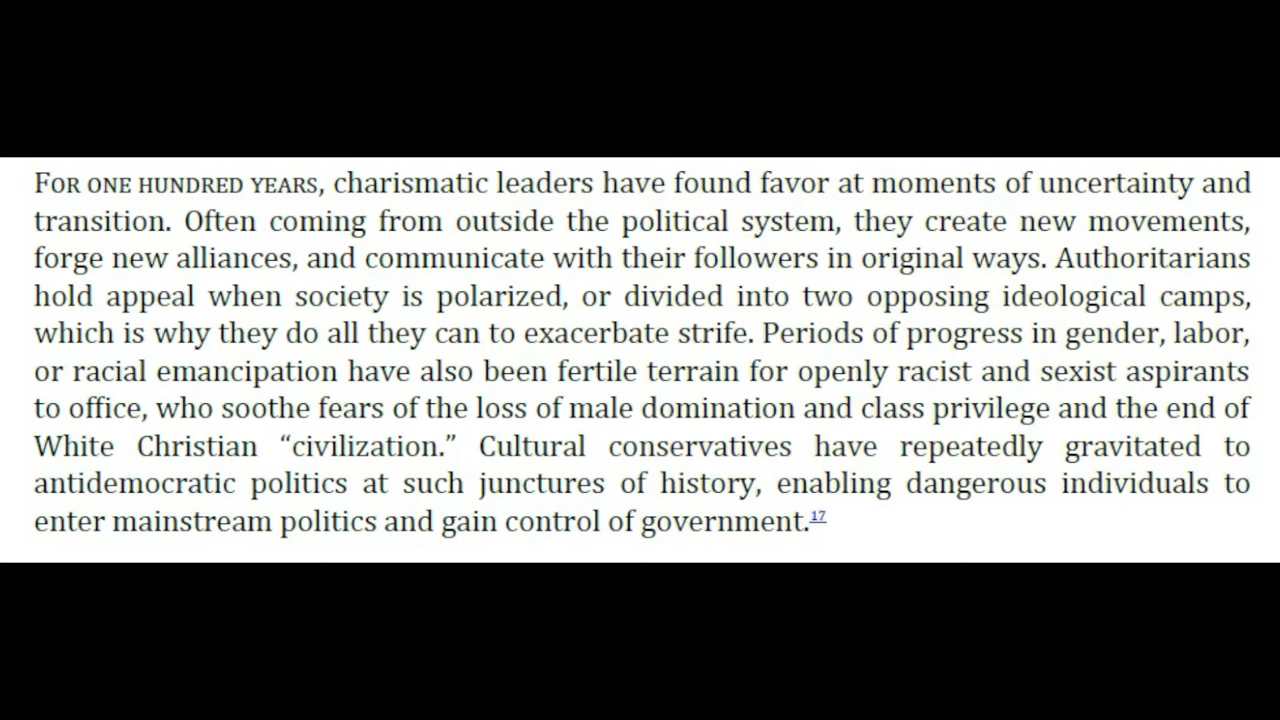 FOR ONE HUNDRED YEARS, charismatic leaders have found favor at moments of uncertainty and
transition. Often coming from outside the political system, they create new movements,
forge new alliances, and communicate with their followers in original ways. Authoritarians
hold appeal when society is polarized, or divided into two opposing ideological camps,
which is why they do all they can to exacerbate strife. Periods of progress in gender, labor,
or racial emancipation have also been fertile terrain for openly racist and sexist aspirants
to office, who soothe fears of the loss of male domination and class privilege and the end of
White Christian “civilization.” Cultural conservatives have repeatedly gravitated to
antidemocratic politics at such junctures of history, enabling dangerous individuals to
enter mainstream politics and gain control of government.17